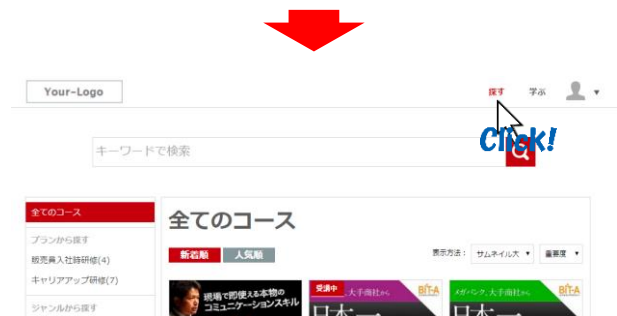 Your-Logo
探す 学ぶ
Click!
キーワードで検索
全てのコース
プランから探す
販売員入社時研修(4)
キャリアアップ研修(7)
ジャンルから探す
全てのコース
新着順 人気順
表示方法： サムネイル大 重要度
現場で即使える本物の
コミュニケーションスキル
受講中 大手商社から BIT-A
日本一
メガバンク、大手商社から BIT-A
日本一